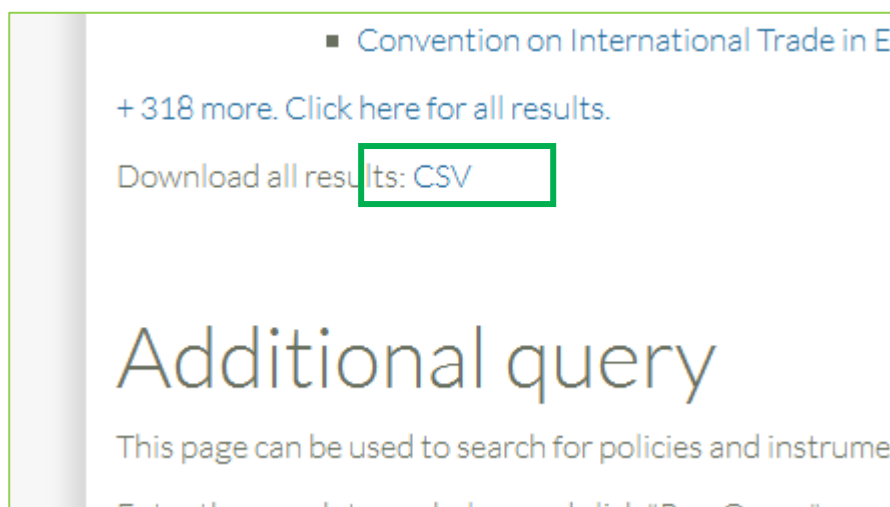 Convention on International Trade in E
+ 318 more. Click here for all results.
Download all results: CSV
Additional query
This page can be used to search for policies and instrume